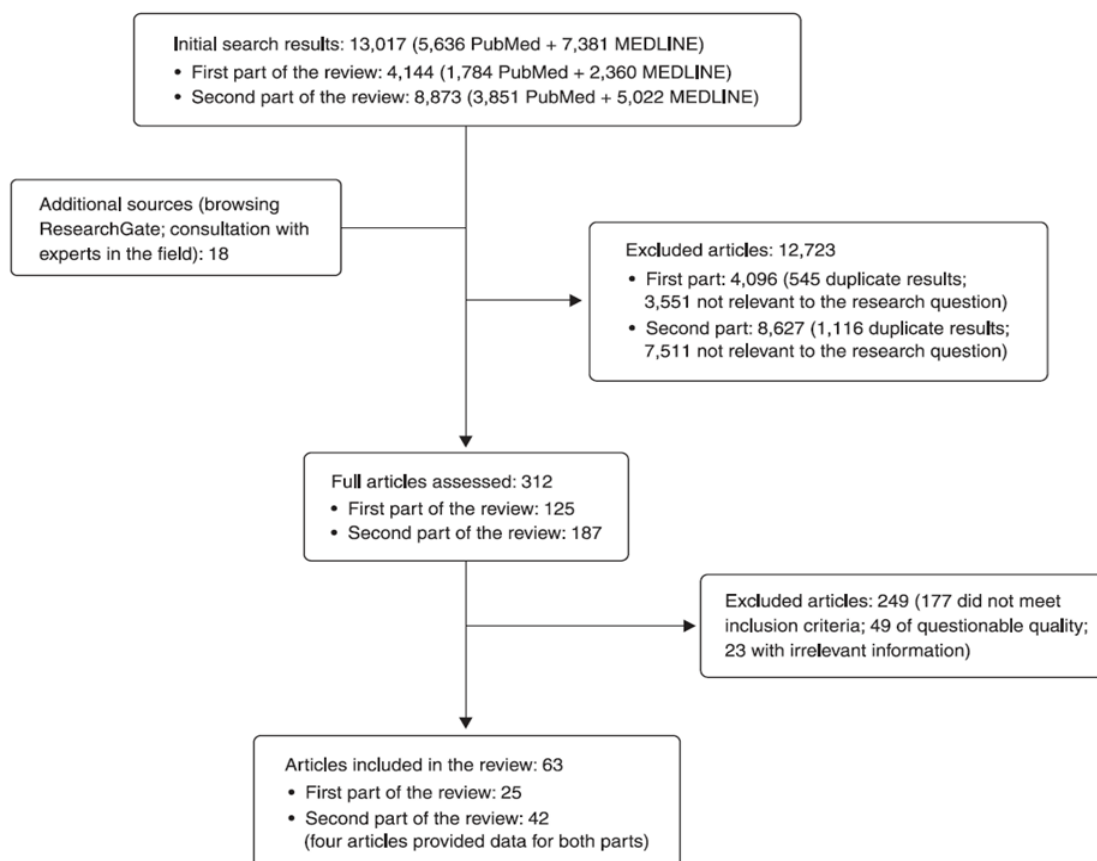 Initial search results: 13,017 (5,636 PubMed + 7,381 MEDLINE)
• First part of the review: 4,144 (1,784 PubMed + 2,360 MEDLINE)
• Second part of the review: 8,873 (3,851 PubMed + 5,022 MEDLINE)
Additional sources (browsing
ResearchGate; consultation with
experts in the field): 18
Excluded articles: 12,723
• First part: 4,096 (545 duplicate results;
3,551 not relevant to the research question)
• Second part: 8,627 (1,116 duplicate results;
7,511 not relevant to the research question)
Full articles assessed: 312
• First part of the review: 125
• Second part of the review: 187
Excluded articles: 249 (177 did not meet
inclusion criteria; 49 of questionable quality;
23 with irrelevant information)
Articles included in the review: 63
• First part of the review: 25
• Second part of the review: 42
(four articles provided data for both parts)